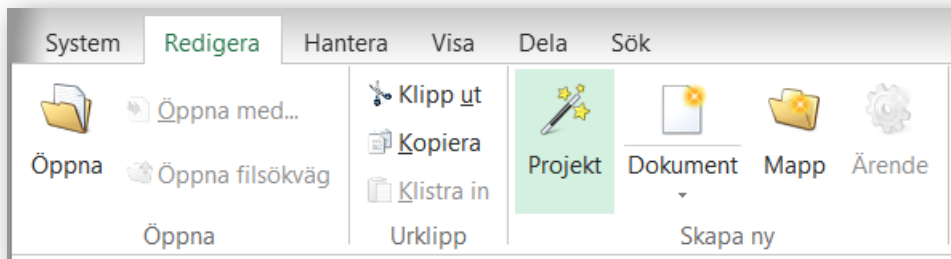 System Redigera Hantera Visa Dela Sök
Öppna
Öppna med...
Öppna filsökväg
Öppna
Klipp ut
Kopiera
Klistra in
Urklipp
Projekt
Dokument
Mapp
Ärende
Skapa ny